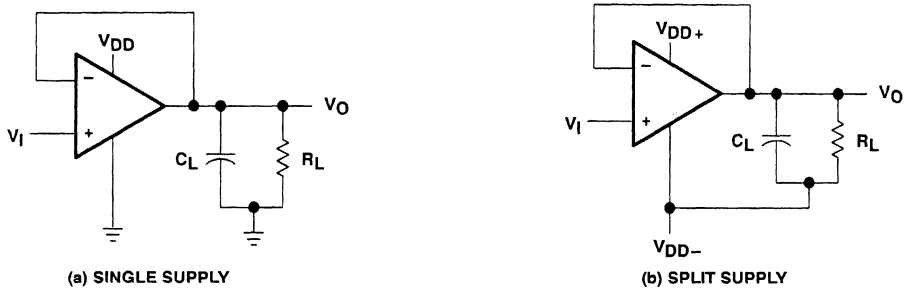 VDD
−
VI
+
CL
RL
VO
(a) SINGLE SUPPLY
VDD+
−
VI
+
CL
RL
VO
VDD−
(b) SPLIT SUPPLY